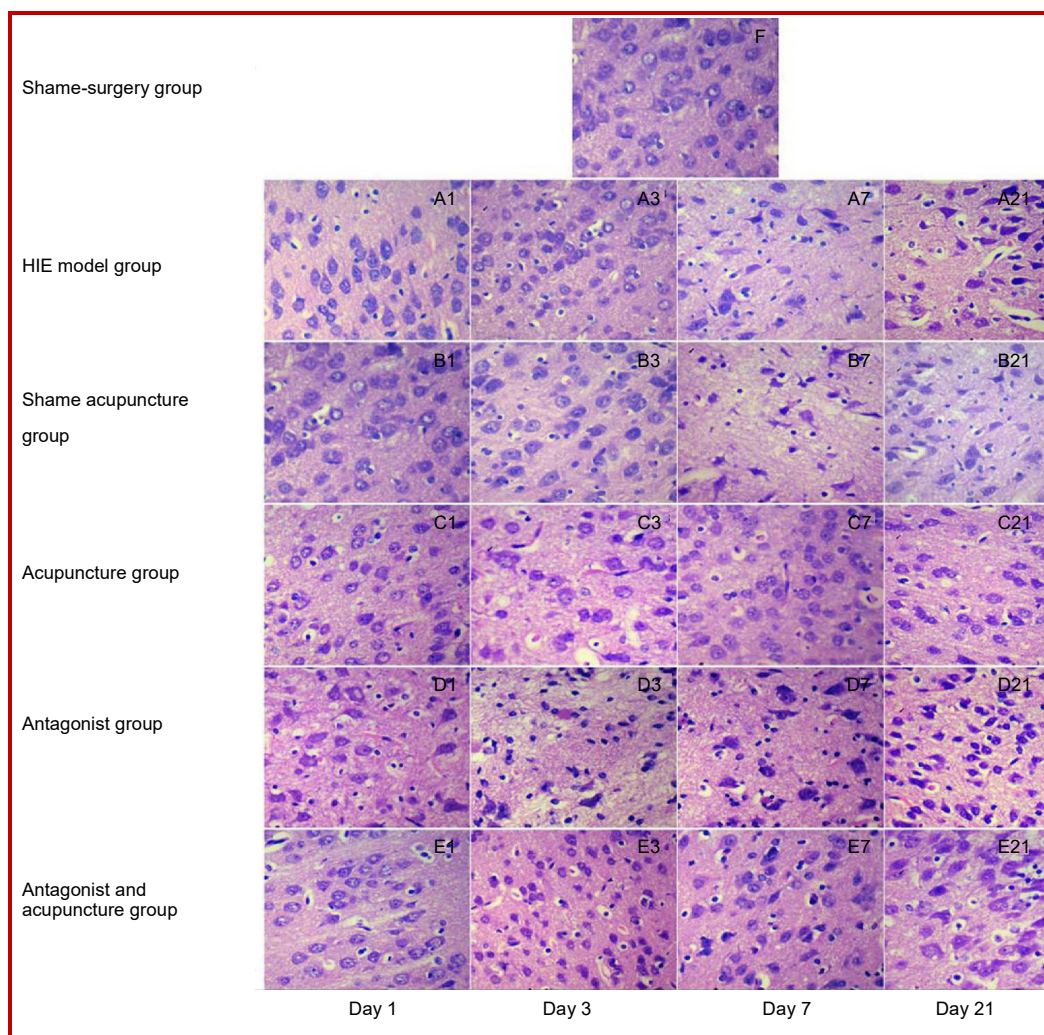 F
Shame-surgery group
A1 A3 A7 A21
HIE model group
B1 B3 B7 B21
Shame acupuncture
group
C1 C3 C7 C21
Acupuncture group
D1 D3 D7 D21
Antagonist group
E1 E3 E7 E21
Antagonist and
acupuncture group
Day 1 Day 3 Day 7 Day 21